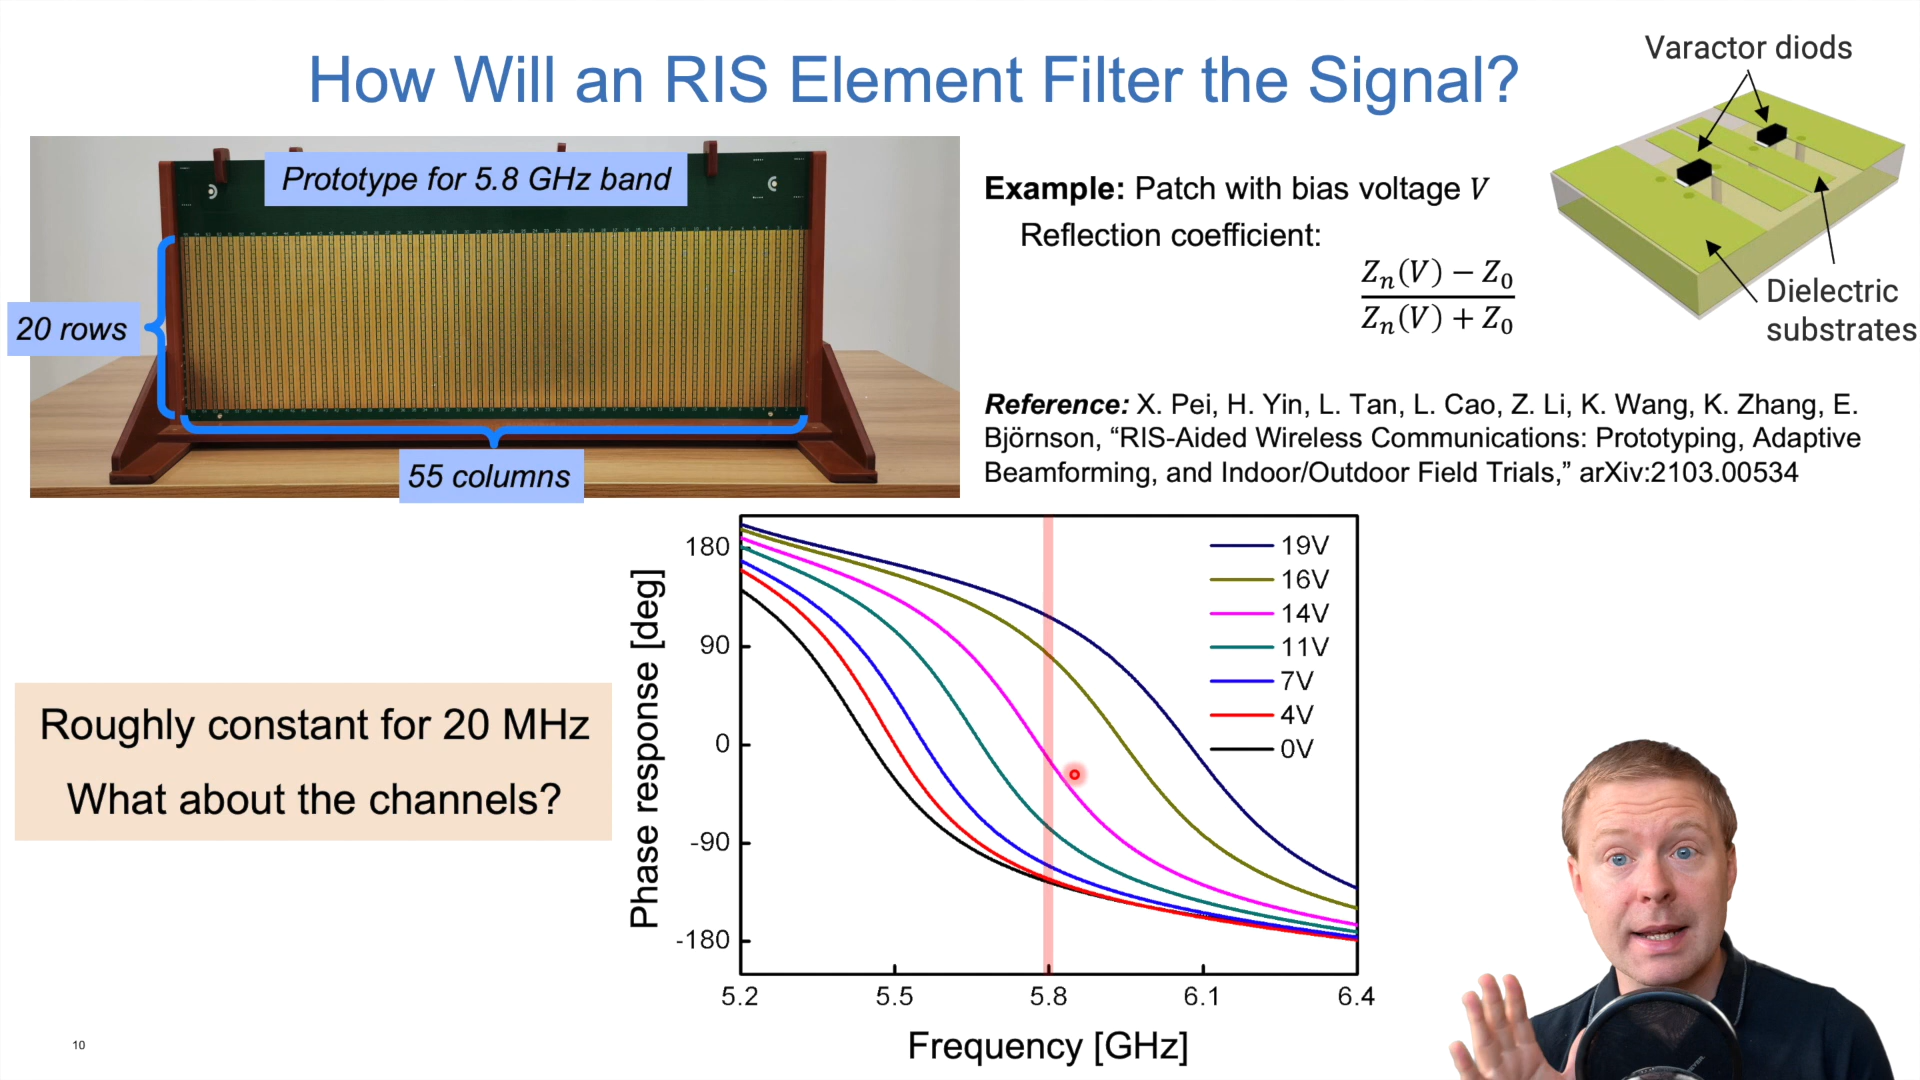 How Will an RIS Element Filter the Signal?
Varactor diods
Prototype for 5.8 GHz band
20 rows
55 columns
Example: Patch with bias voltage V
Reflection coefficient:
Zₙ(V) − Z₀
Zₙ(V) + Z₀
Dielectric
substrates
Reference: X. Pei, H. Yin, L. Tan, L. Cao, Z. Li, K. Wang, K. Zhang, E.
Björnson, “RIS-Aided Wireless Communications: Prototyping, Adaptive
Beamforming, and Indoor/Outdoor Field Trials,” arXiv:2103.00534
Roughly constant for 20 MHz
What about the channels?
Phase response [deg]
180
90
0
-90
-180
19V
16V
14V
11V
7V
4V
0V
5.2 5.5 5.8 6.1 6.4
Frequency [GHz]
10